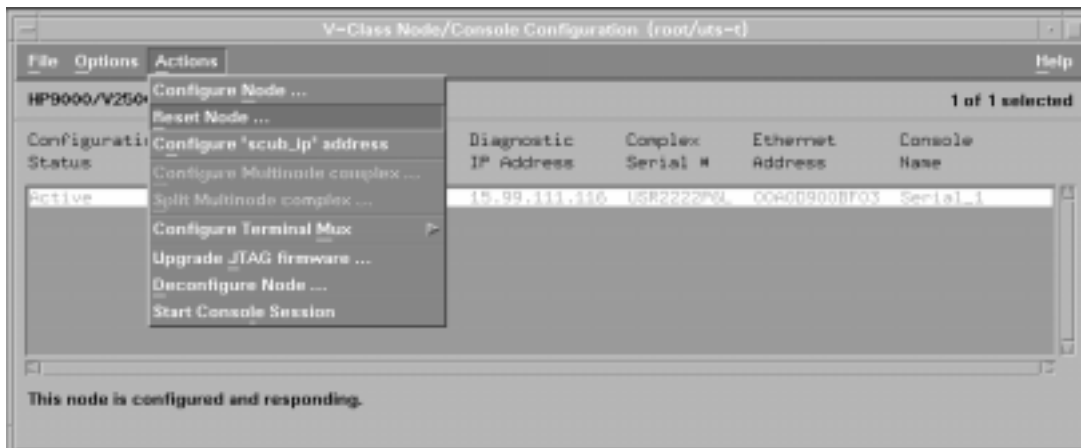 V-Class Node/Console Configuration (root/uts-t)
File Options Actions Help
HP9000/V250 1 of 1 selected
Configure Node ...
Reset Node ...
Configure "scub_ip" address
Configure Multinode complex ...
Split Multinode complex ...
Configure Terminal Mux
Upgrade JTAG firmware ...
Deconfigure Node ...
Start Console Session
Diagnostic Complex Ethernet Console
Status IP Address Serial # Address Name
Active 15.99.111.116 Serial_1
This node is configured and responding.